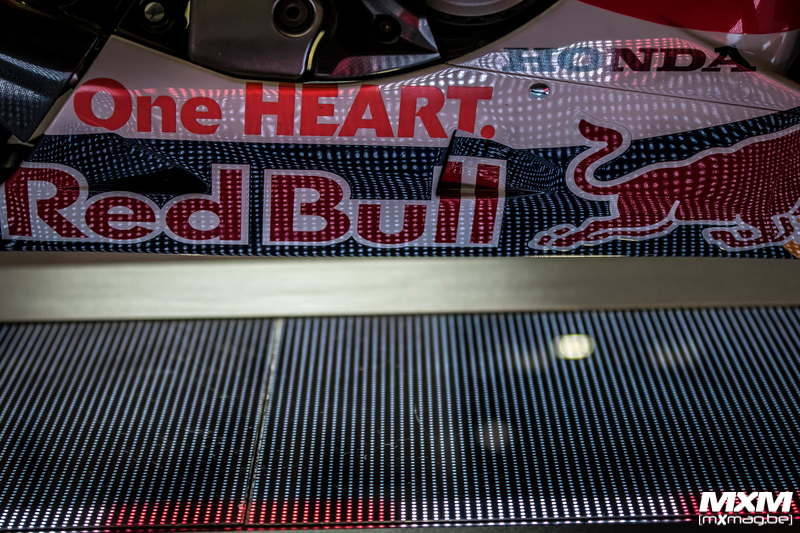 HONDA
One HEART.
Red Bull
MXM
[mxmag.be]